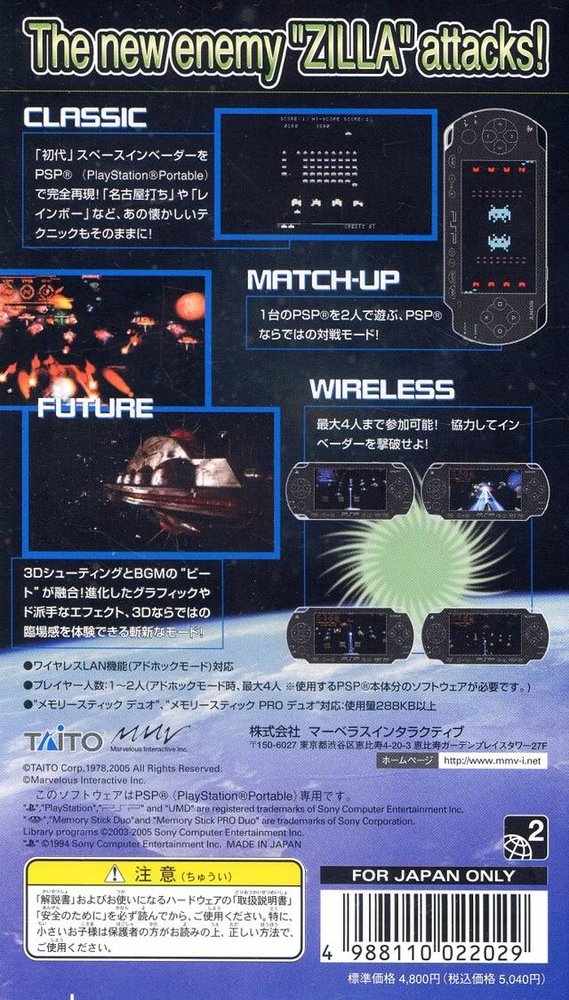 The new enemy "ZILLA" attacks!
CLASSIC
「初代」スペースインベーダーを
PSP®(PlayStation®Portable)
で完全再現!「名古屋打ち」や「レ
インボー」など、あの懐かしいテ
クニックもそのままに!
MATCH-UP
1台のPSP®を2人で遊ぶ、PSP®
ならではの対戦モード!
PSP
SONY
FUTURE
WIRELESS
最大4人まで参加可能! 協力してイン
ベーダーを撃破せよ!
3DシューティングとBGMの“ビー
ト”が融合!進化したグラフィックや
ド派手なエフェクト、3Dならではの
臨場感を体験できる斬新なモード!
●ワイヤレスLAN機能(アドホックモード)対応
●プレイヤー人数:1~2人(アドホックモード時、最大4人 ※使用するPSP®本体分のソフトウェアが必要です。)
●“メモリースティック デュオ”、“メモリースティック PRO デュオ”対応:使用量288KB以上
TAITO
MMV
Marvelous Interactive Inc.
株式会社 マーベラスインタラクティブ
〒150-6027 東京都渋谷区恵比寿4-20-3 恵比寿ガーデンプレイスタワー27F
ホームページ http://www.mmv-i.net
©TAITO Corp.1978,2005 All Rights Reserved.
©Marvelous Interactive Inc.
このソフトウェアはPSP®(PlayStation®Portable)専用です。
"PlayStation","PSP" and "UMD" are registered trademarks of Sony Computer Entertainment Inc.
"Memory Stick Duo"and "Memory Stick PRO Duo" are trademarks of Sony Corporation.
Library programs ©2003-2005 Sony Computer Entertainment Inc.
©1994 Sony Computer Entertainment Inc. MADE IN JAPAN
2
注意(ちゅうい)
「解説書」およびお使いになるハードウェアの「取扱説明書」
「安全のために」を必ず読んでから、ご使用ください。特に、
小さいお子様は保護者の方がお読みの上、正しい方法で、
ご使用ください。
FOR JAPAN ONLY
4 988110 022029
標準価格 4,800円(税込価格 5,040円)